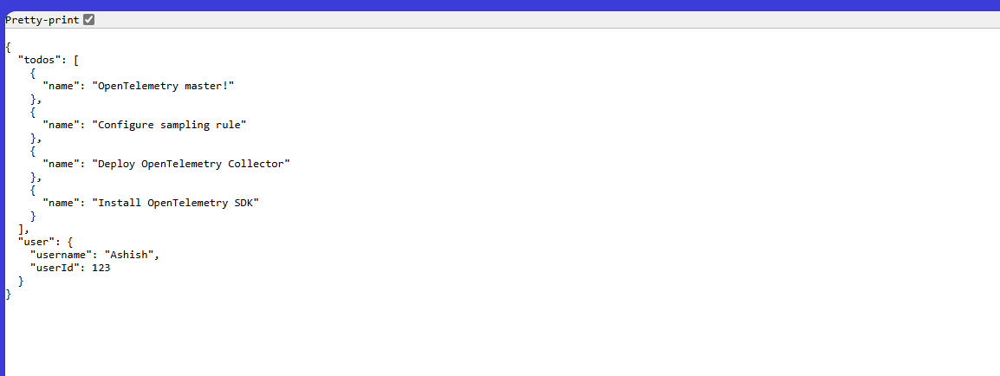 Pretty-print
{
  "todos": [
    {
      "name": "OpenTelemetry master!"
    },
    {
      "name": "Configure sampling rule"
    },
    {
      "name": "Deploy OpenTelemetry Collector"
    },
    {
      "name": "Install OpenTelemetry SDK"
    }
  ],
  "user": {
    "username": "Ashish",
    "userId": 123
  }
}